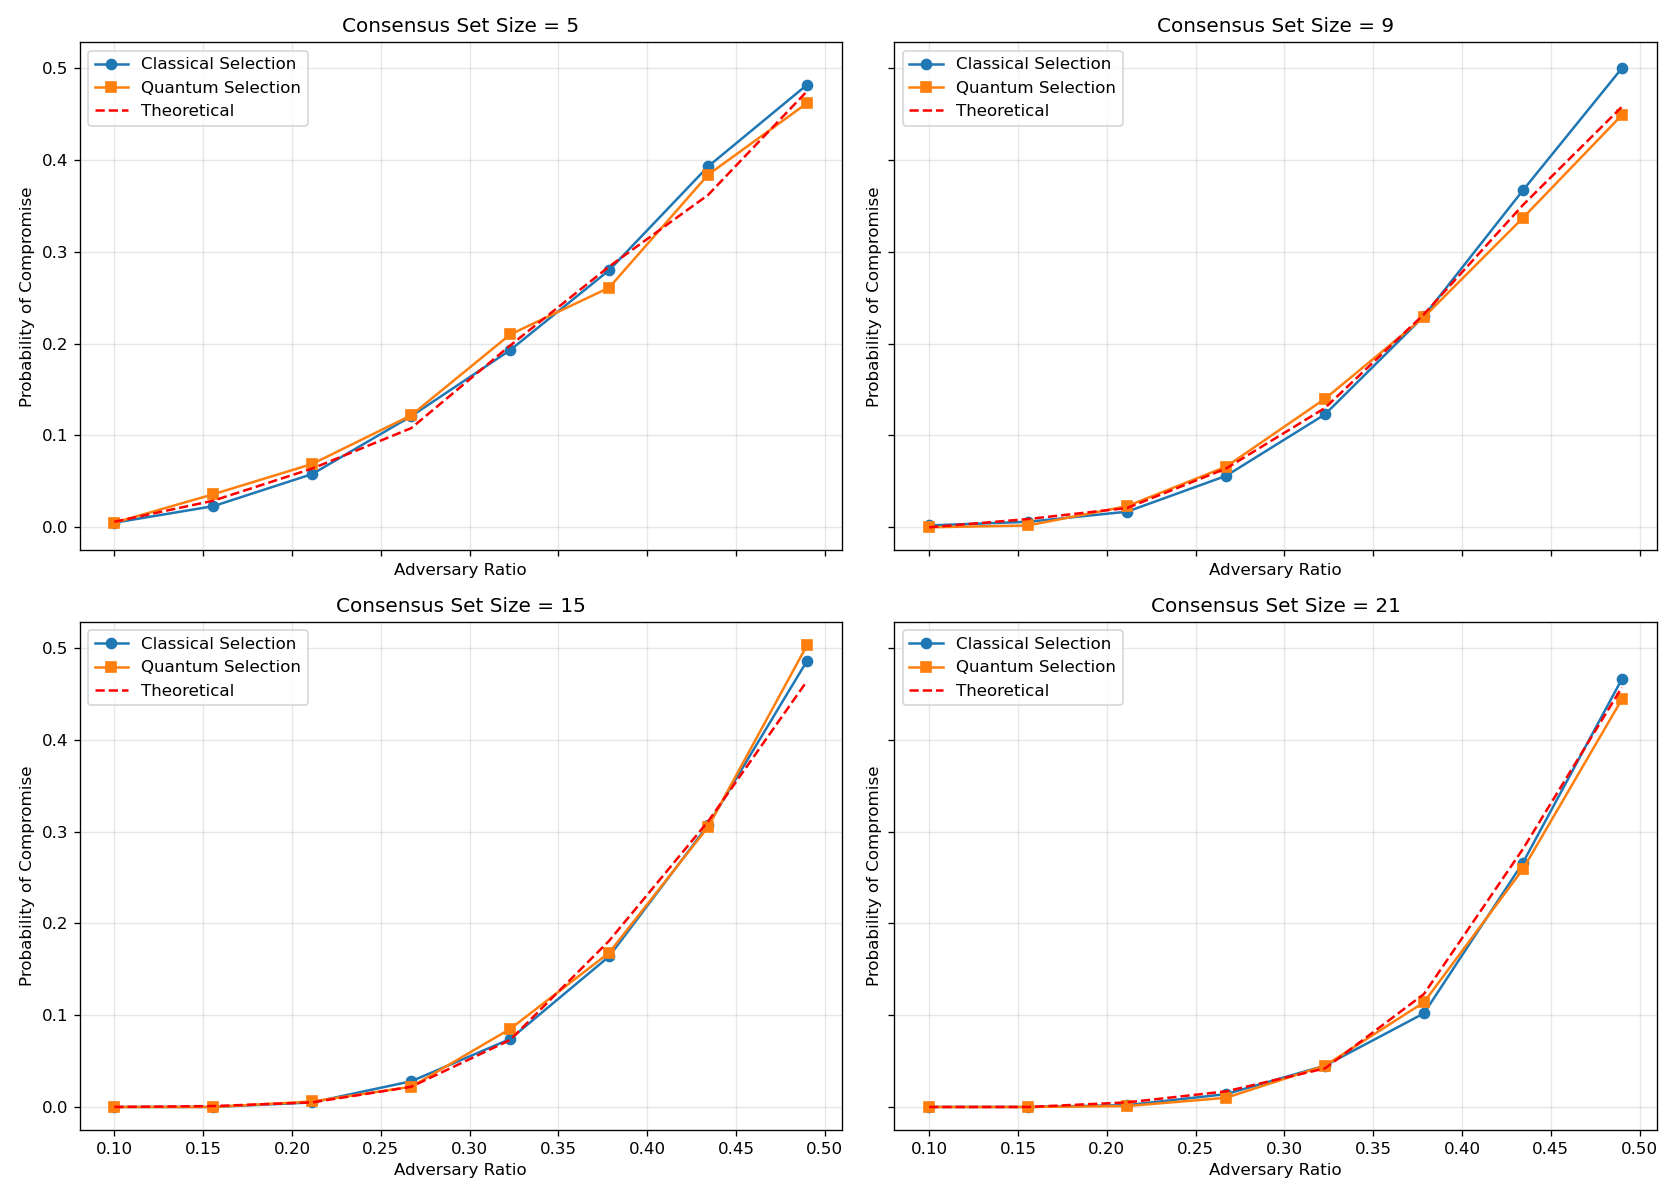 Consensus Set Size = 5
Classical Selection
Quantum Selection
Theoretical
0.5
0.4
0.3
0.2
0.1
0.0
Probability of Compromise
Adversary Ratio
Consensus Set Size = 9
Classical Selection
Quantum Selection
Theoretical
Probability of Compromise
Adversary Ratio
Consensus Set Size = 15
Classical Selection
Quantum Selection
Theoretical
0.5
0.4
0.3
0.2
0.1
0.0
Probability of Compromise
0.10 0.15 0.20 0.25 0.30 0.35 0.40 0.45 0.50
Adversary Ratio
Consensus Set Size = 21
Classical Selection
Quantum Selection
Theoretical
Probability of Compromise
0.10 0.15 0.20 0.25 0.30 0.35 0.40 0.45 0.50
Adversary Ratio